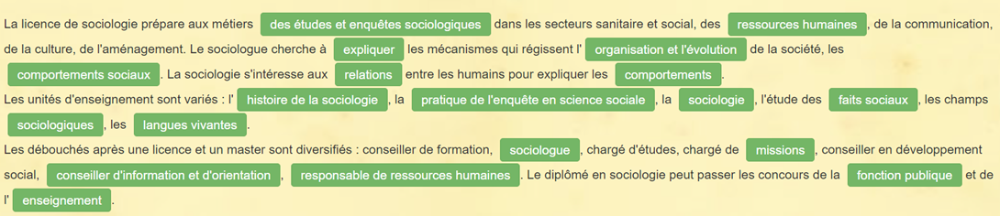 La licence de sociologie prépare aux métiers des études et enquêtes sociologiques dans les secteurs sanitaire et social, des ressources humaines, de la communication,
de la culture, de l'aménagement. Le sociologue cherche à expliquer les mécanismes qui régissent l' organisation et l'évolution de la société, les
comportements sociaux. La sociologie s'intéresse aux relations entre les humains pour expliquer les comportements.
Les unités d'enseignement sont variés : l' histoire de la sociologie, la pratique de l'enquête en science sociale, la sociologie, l'étude des faits sociaux, les champs
sociologiques, les langues vivantes.
Les débouchés après une licence et un master sont diversifiés : conseiller de formation, sociologue, chargé d'études, chargé de missions, conseiller en développement
social, conseiller d'information et d'orientation, responsable de ressources humaines. Le diplômé en sociologie peut passer les concours de la fonction publique et de
l' enseignement.